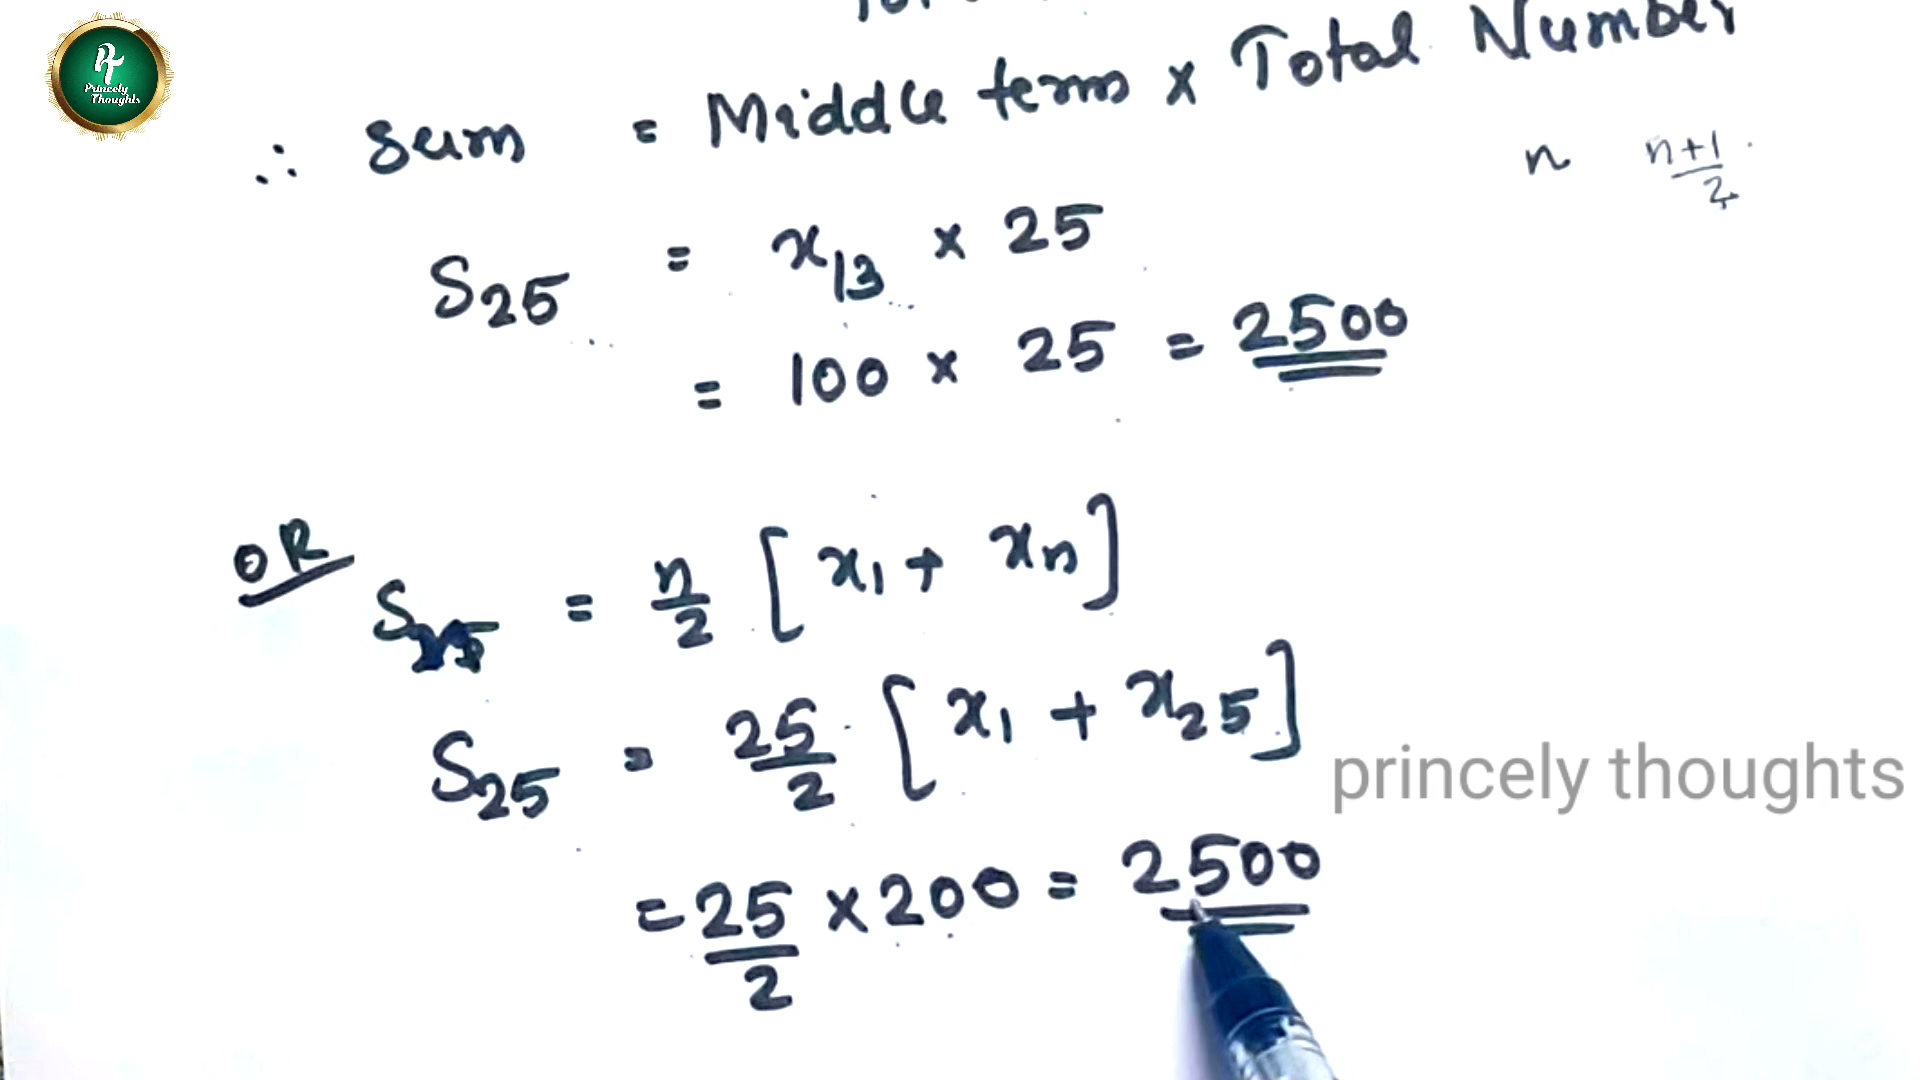 PT
Princely
Thoughts
∴ Sum = Middle term x Total Number
n n+1/2
S25 = x13 x 25
= 100 x 25 = 2500
OR
S25 = n/2 [x1 + xn]
S25 = 25/2 [x1 + x25]
princely thoughts
= 25/2 x 200 = 2500